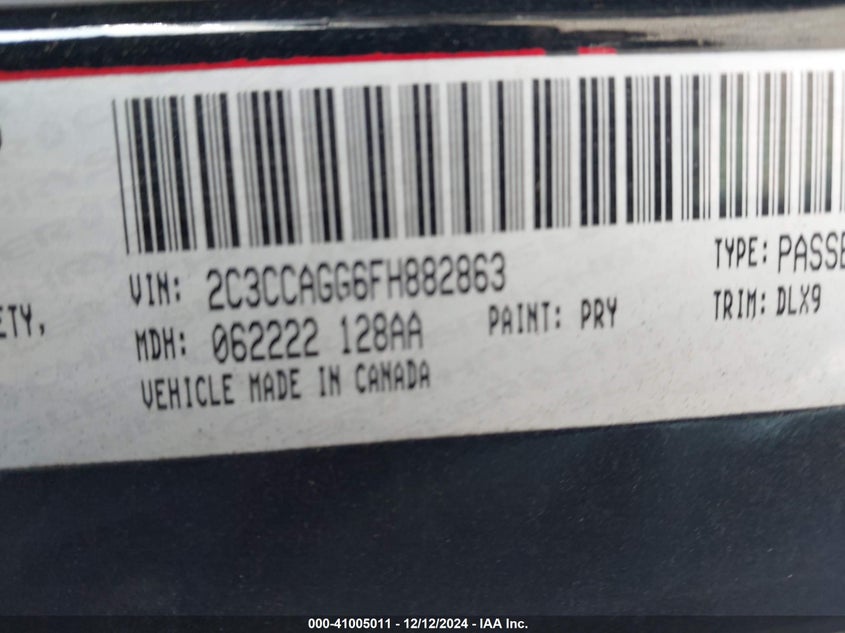 VIN: 2C3CCAGG6FH882863
TYPE: PASSE
ETY,
MDH: 062222 128AA
PAINT: PRY
TRIM: DLX9
VEHICLE MADE IN CANADA
000-41005011 - 12/12/2024 - IAA Inc.